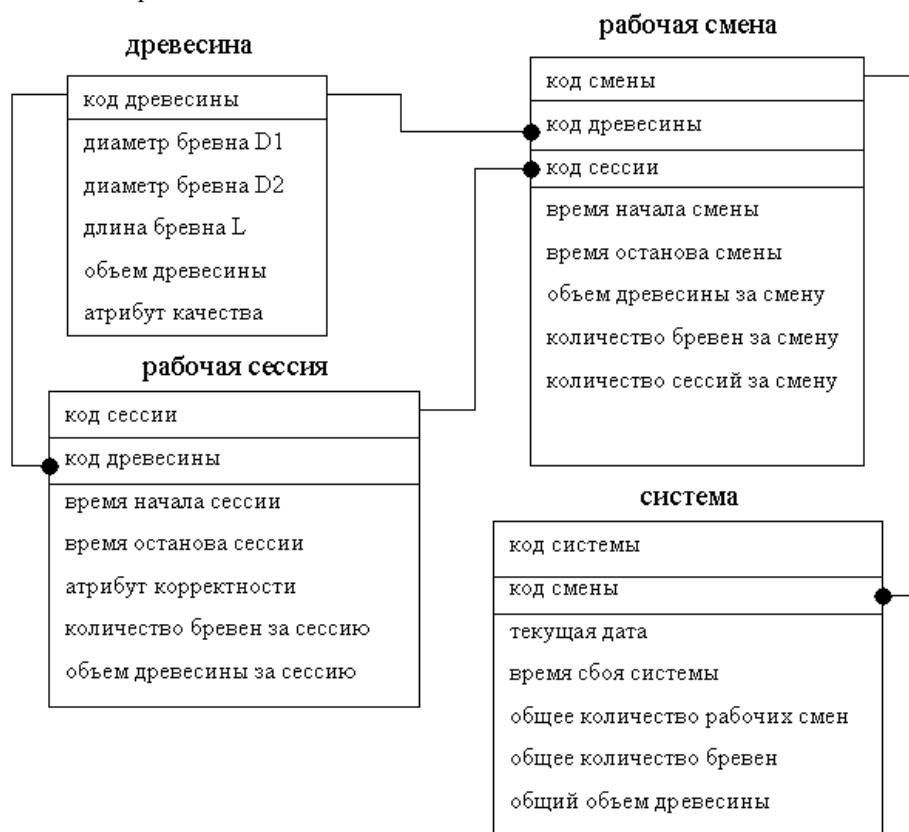 древесина
код древесины
диаметр бревна D1
диаметр бревна D2
длина бревна L
объем древесины
атрибут качества
рабочая смена
код смены
код древесины
код сессии
время начала смены
время останова смены
объем древесины за смену
количество бревен за смену
количество сессий за смену
рабочая сессия
код сессии
код древесины
время начала сессии
время останова сессии
атрибут корректности
количество бревен за сессию
объем древесины за сессию
система
код системы
код смены
текущая дата
время сбоя системы
общее количество рабочих смен
общее количество бревен
общий объем древесины